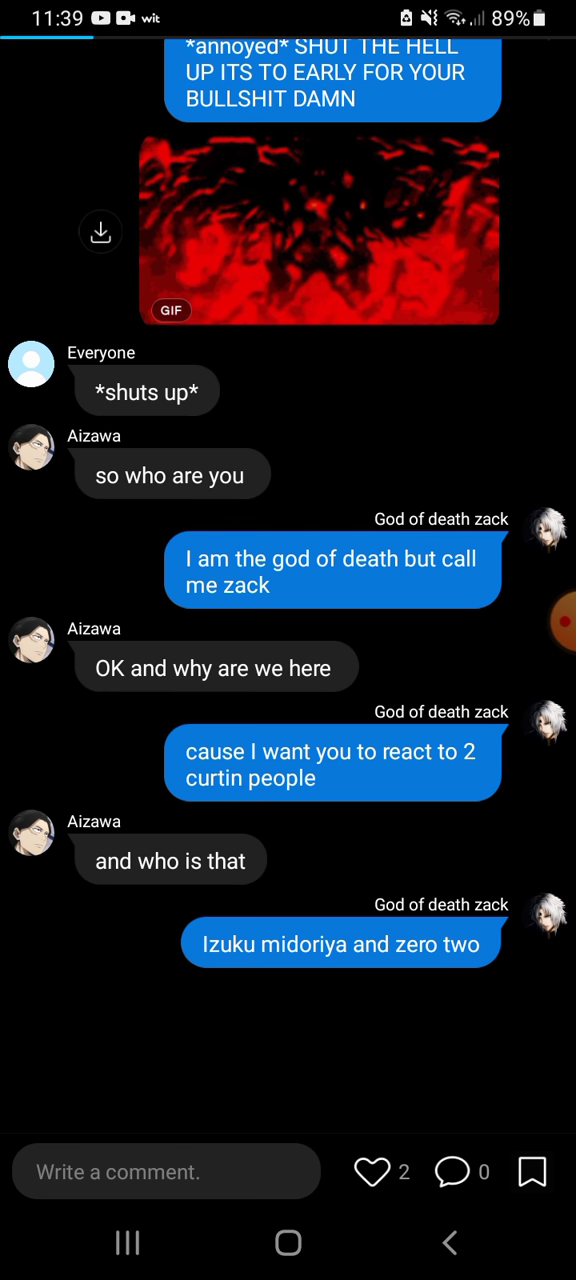 11:39 wit 89%
*annoyed* SHUT THE HELL
UP ITS TO EARLY FOR YOUR
BULLSHIT DAMN
GIF
Everyone
*shuts up*
Aizawa
so who are you
God of death zack
I am the god of death but call
me zack
Aizawa
OK and why are we here
God of death zack
cause I want you to react to 2
curtin people
Aizawa
and who is that
God of death zack
Izuku midoriya and zero two
Write a comment. 2 0